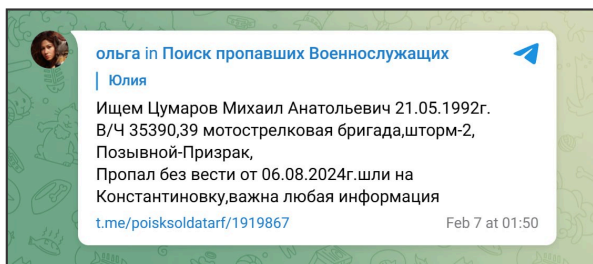 ольга in Поиск пропавших Военнослужащих
Юлия
Ищем Цумаров Михаил Анатольевич 21.05.1992г.
В/Ч 35390,39 мотострелковая бригада,шторм-2,
Позывной-Призрак,
Пропал без вести от 06.08.2024г.шли на
Константиновку,важна любая информация
t.me/poisksoldatarf/1919867 Feb 7 at 01:50